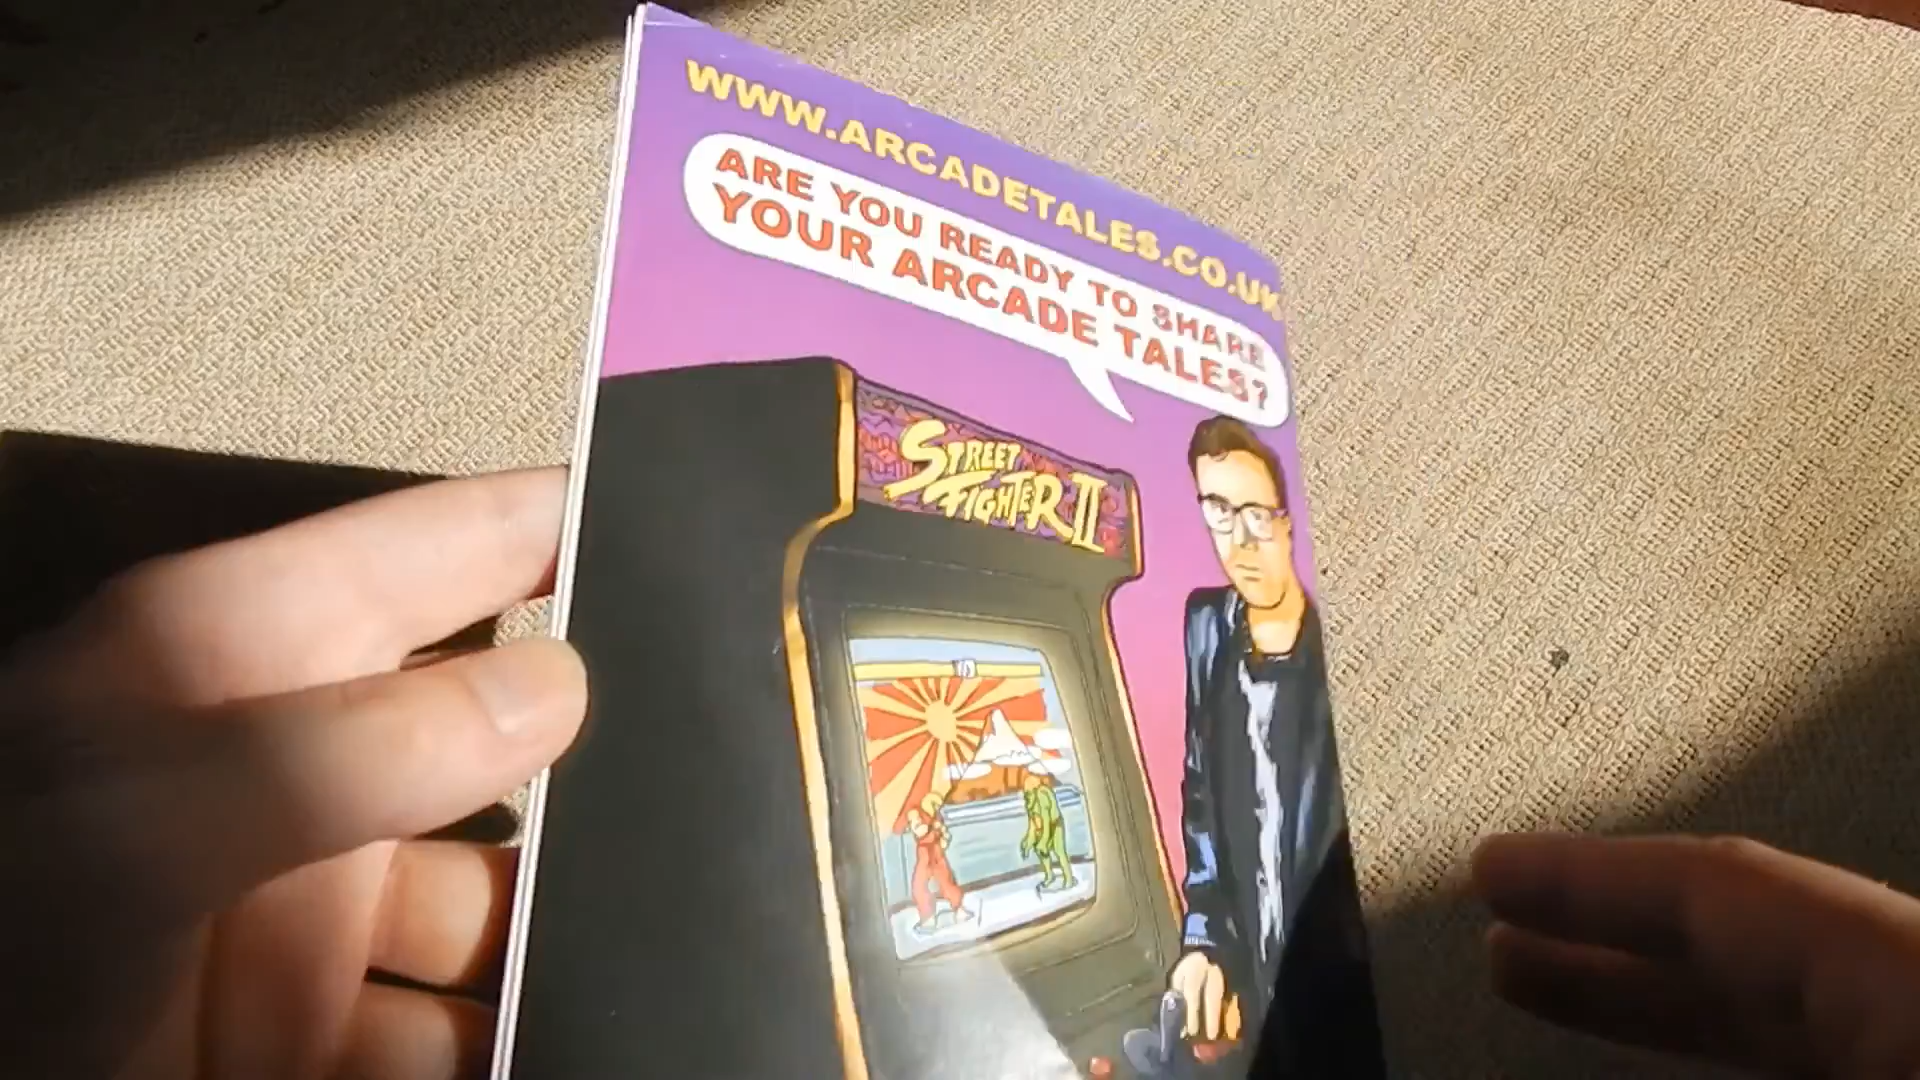 WWW.ARCADETALES.CO.UK
ARE YOU READY TO SHARE
YOUR ARCADE TALES?
STREET
FIGHTER II